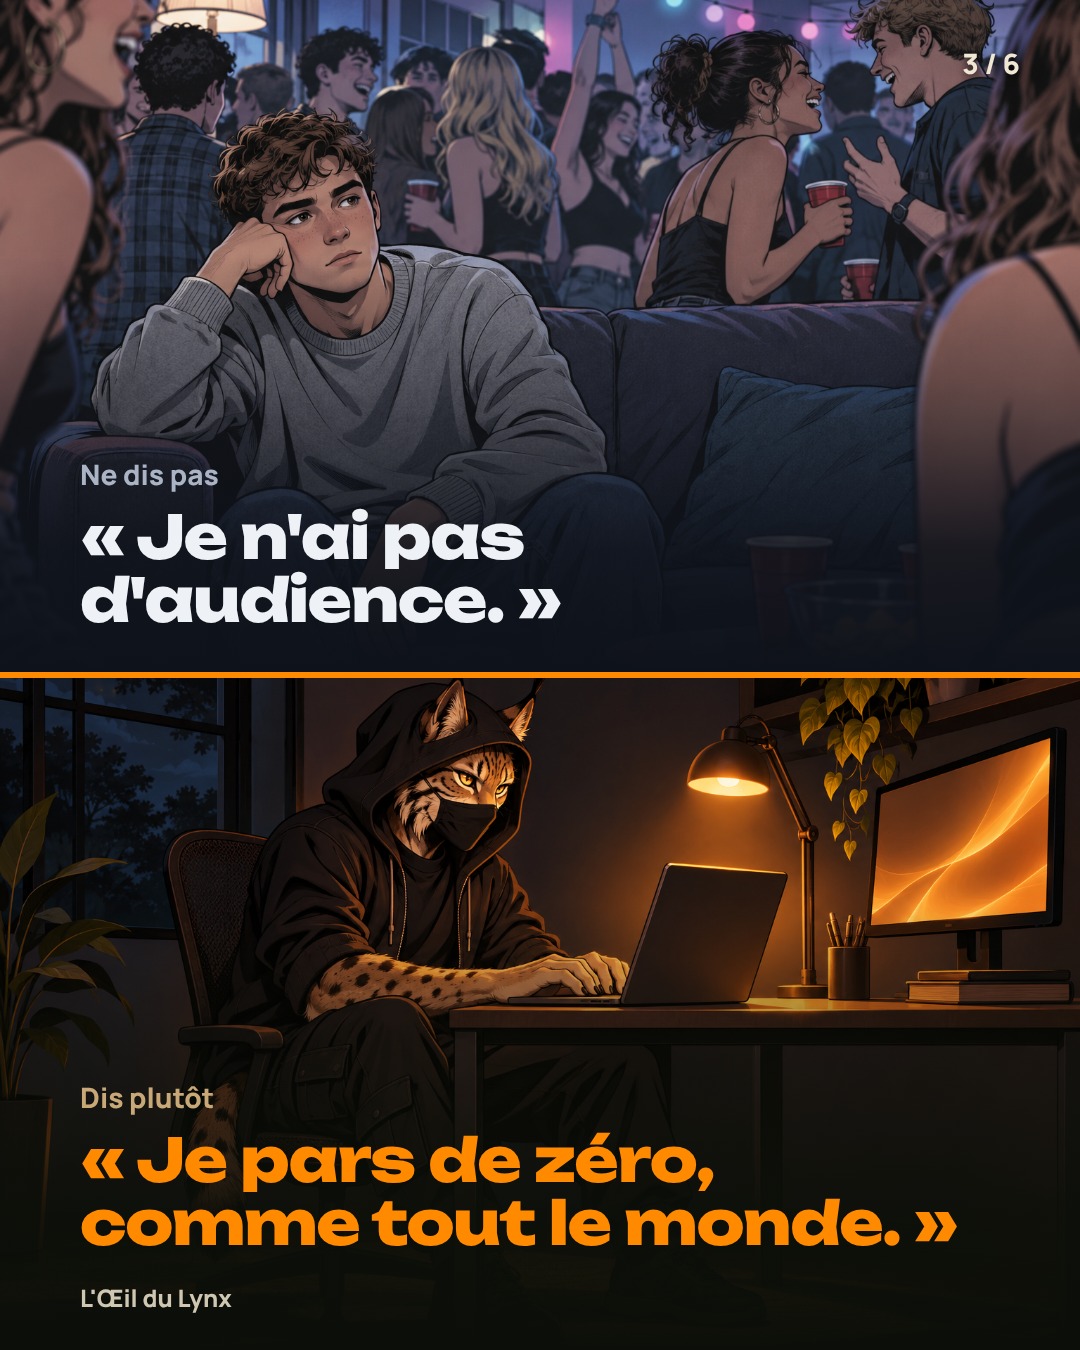 3 / 6
Ne dis pas
« Je n'ai pas
d'audience. »
Dis plutôt
« Je pars de zéro,
comme tout le monde. »
L'Œil du Lynx